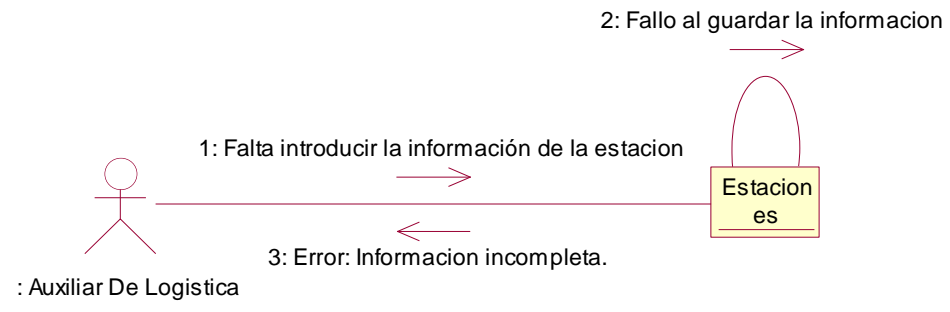 2: Fallo al guardar la informacion
1: Falta introducir la información de la estacion
Estacion
es
3: Error: Informacion incompleta.
: Auxiliar De Logistica